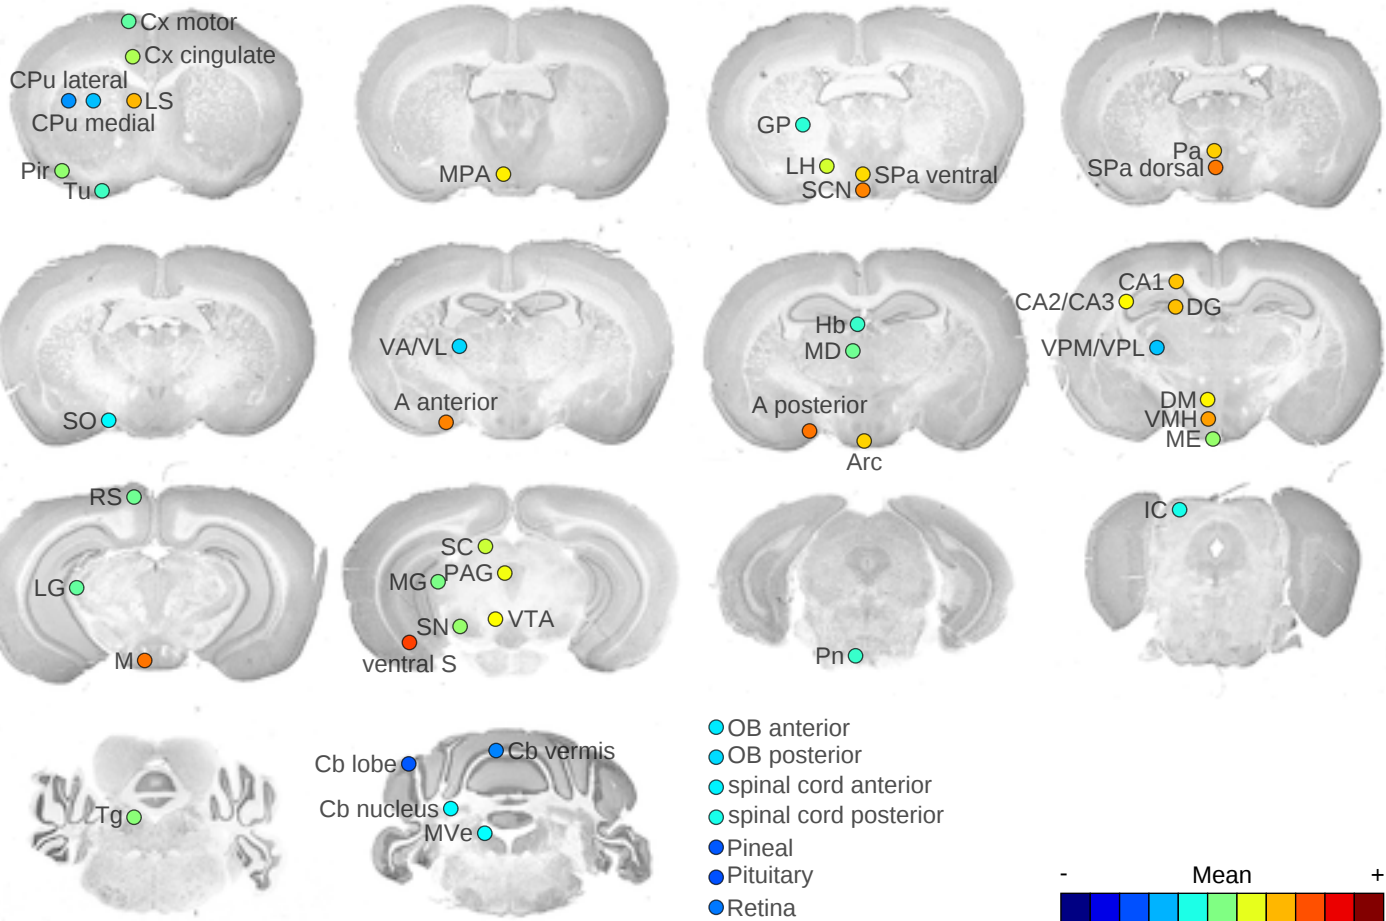 Cx motor
Cx cingulate
CPu lateral
LS
CPu medial
Pir
Tu
MPA
GP
LH
SPa ventral
SCN
Pa
SPa dorsal
SO
VA/VL
A anterior
Hb
MD
A posterior
Arc
CA1
CA2/CA3
DG
VPM/VPL
DM
VMH
ME
RS
LG
M
SC
PAG
MG
VTA
SN
ventral S
Pn
IC
Tg
Cb vermis
Cb lobe
Cb nucleus
MVe
OB anterior
OB posterior
spinal cord anterior
spinal cord posterior
Pineal
Pituitary
Retina
- Mean +